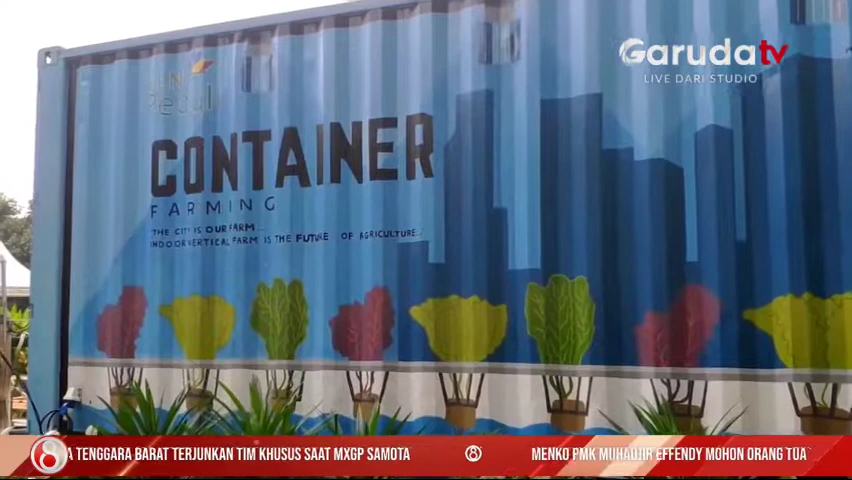 Garudatv
LIVE DARI STUDIO
CONTAINER
FARMING
THE CITY IS OUR FARM...
INDOOR VERTICAL FARM IS THE FUTURE OF AGRICULTURE...
A TENGGARA BARAT TERJUNKAN TIM KHUSUS SAAT MXGP SAMOTA
8
MENKO PMK MUHADJIR EFFENDY MOHON ORANG TUA